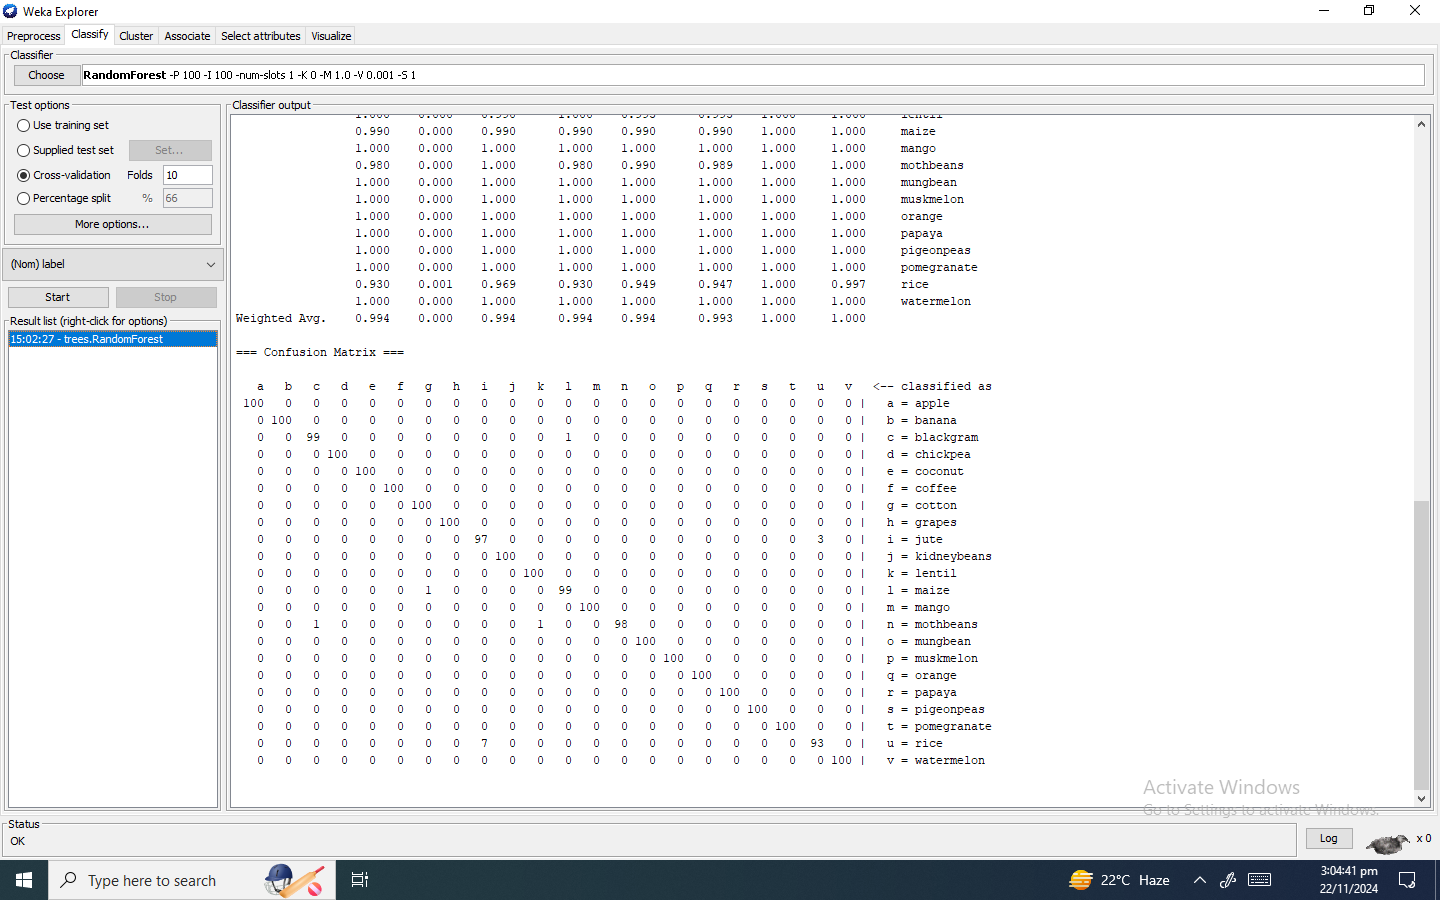 Weka Explorer
Preprocess Classify Cluster Associate Select attributes Visualize
Classifier
Choose RandomForest -P 100 -I 100 -num-slots 1 -K 0 -M 1.0 -V 0.001 -S 1
Test options
Use training set
Supplied test set Set...
Cross-validation Folds 10
Percentage split % 66
More options...
(Nom) label
Start Stop
Result list (right-click for options)
15:02:27 - trees.RandomForest
Classifier output
1.000 0.000 0.990 1.000 0.995 0.995 1.000 1.000 lentil
0.990 0.000 0.990 0.990 0.990 0.990 1.000 1.000 maize
1.000 0.000 1.000 1.000 1.000 1.000 1.000 1.000 mango
0.980 0.000 1.000 0.980 0.990 0.989 1.000 1.000 mothbeans
1.000 0.000 1.000 1.000 1.000 1.000 1.000 1.000 mungbean
1.000 0.000 1.000 1.000 1.000 1.000 1.000 1.000 muskmelon
1.000 0.000 1.000 1.000 1.000 1.000 1.000 1.000 orange
1.000 0.000 1.000 1.000 1.000 1.000 1.000 1.000 papaya
1.000 0.000 1.000 1.000 1.000 1.000 1.000 1.000 pigeonpeas
1.000 0.000 1.000 1.000 1.000 1.000 1.000 1.000 pomegranate
0.930 0.001 0.969 0.930 0.949 0.947 1.000 0.997 rice
1.000 0.000 1.000 1.000 1.000 1.000 1.000 1.000 watermelon
Weighted Avg. 0.994 0.000 0.994 0.994 0.994 0.993 1.000 1.000
=== Confusion Matrix ===
a b c d e f g h i j k l m n o p q r s t u v <-- classified as
100 0 0 0 0 0 0 0 0 0 0 0 0 0 0 0 0 0 0 0 0 0 | a = apple
0 100 0 0 0 0 0 0 0 0 0 0 0 0 0 0 0 0 0 0 0 0 | b = banana
0 0 99 0 0 0 0 0 0 0 0 1 0 0 0 0 0 0 0 0 0 0 | c = blackgram
0 0 0 100 0 0 0 0 0 0 0 0 0 0 0 0 0 0 0 0 0 0 | d = chickpea
0 0 0 0 100 0 0 0 0 0 0 0 0 0 0 0 0 0 0 0 0 0 | e = coconut
0 0 0 0 0 100 0 0 0 0 0 0 0 0 0 0 0 0 0 0 0 0 | f = coffee
0 0 0 0 0 0 100 0 0 0 0 0 0 0 0 0 0 0 0 0 0 0 | g = cotton
0 0 0 0 0 0 0 100 0 0 0 0 0 0 0 0 0 0 0 0 0 0 | h = grapes
0 0 0 0 0 0 0 0 97 0 0 0 0 0 0 0 0 0 0 0 3 0 | i = jute
0 0 0 0 0 0 0 0 0 100 0 0 0 0 0 0 0 0 0 0 0 0 | j = kidneybeans
0 0 0 0 0 0 0 0 0 0 100 0 0 0 0 0 0 0 0 0 0 0 | k = lentil
0 0 0 0 0 0 1 0 0 0 0 99 0 0 0 0 0 0 0 0 0 0 | l = maize
0 0 0 0 0 0 0 0 0 0 0 0 100 0 0 0 0 0 0 0 0 0 | m = mango
0 0 1 0 0 0 0 0 0 0 1 0 0 98 0 0 0 0 0 0 0 0 | n = mothbeans
0 0 0 0 0 0 0 0 0 0 0 0 0 0 100 0 0 0 0 0 0 0 | o = mungbean
0 0 0 0 0 0 0 0 0 0 0 0 0 0 0 100 0 0 0 0 0 0 | p = muskmelon
0 0 0 0 0 0 0 0 0 0 0 0 0 0 0 0 100 0 0 0 0 0 | q = orange
0 0 0 0 0 0 0 0 0 0 0 0 0 0 0 0 0 100 0 0 0 0 | r = papaya
0 0 0 0 0 0 0 0 0 0 0 0 0 0 0 0 0 0 100 0 0 0 | s = pigeonpeas
0 0 0 0 0 0 0 0 0 0 0 0 0 0 0 0 0 0 0 100 0 0 | t = pomegranate
0 0 0 0 0 0 0 0 7 0 0 0 0 0 0 0 0 0 0 0 93 0 | u = rice
0 0 0 0 0 0 0 0 0 0 0 0 0 0 0 0 0 0 0 0 0 100 | v = watermelon
Activate Windows
Go to Settings to activate Windows.
Status
OK
Log
x 0
Type here to search
22°C Haze
3:04:41 pm
22/11/2024